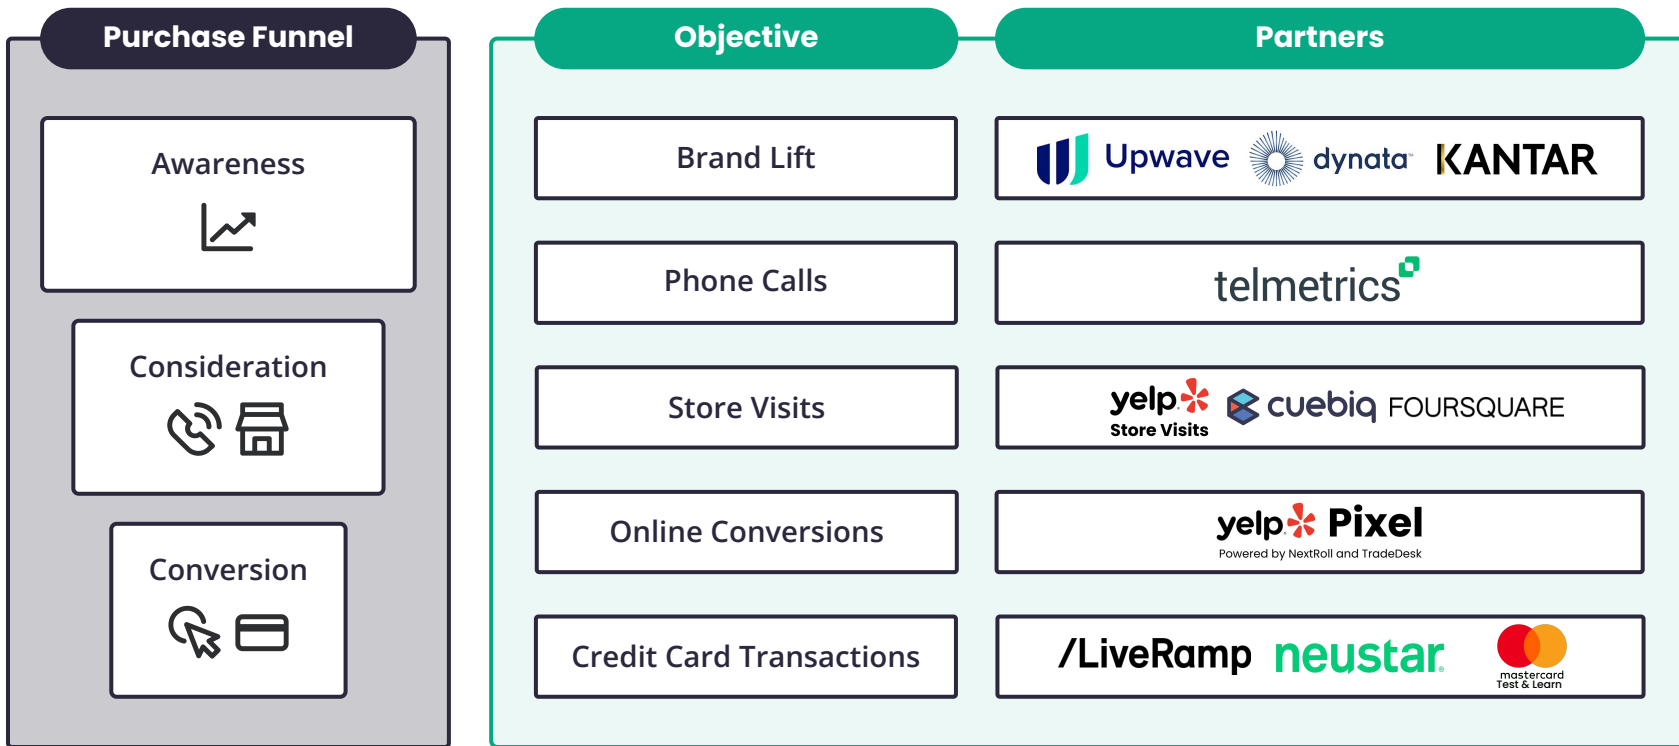 Purchase Funnel
Awareness
Consideration
Conversion
Objective
Partners
Brand Lift
Upwave dynata KANTAR
Phone Calls
telmetrics
Store Visits
yelp cuebiq FOURSQUARE
Store Visits
Online Conversions
yelp Pixel
Powered by NextRoll and TradeDesk
Credit Card Transactions
/LiveRamp neustar
mastercard
Test & Learn